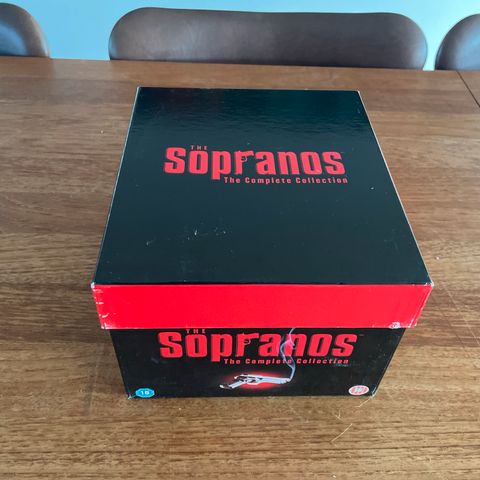 THE
Sopranos
The Complete Collection
THE
Sopranos
The Complete Collection
18
18